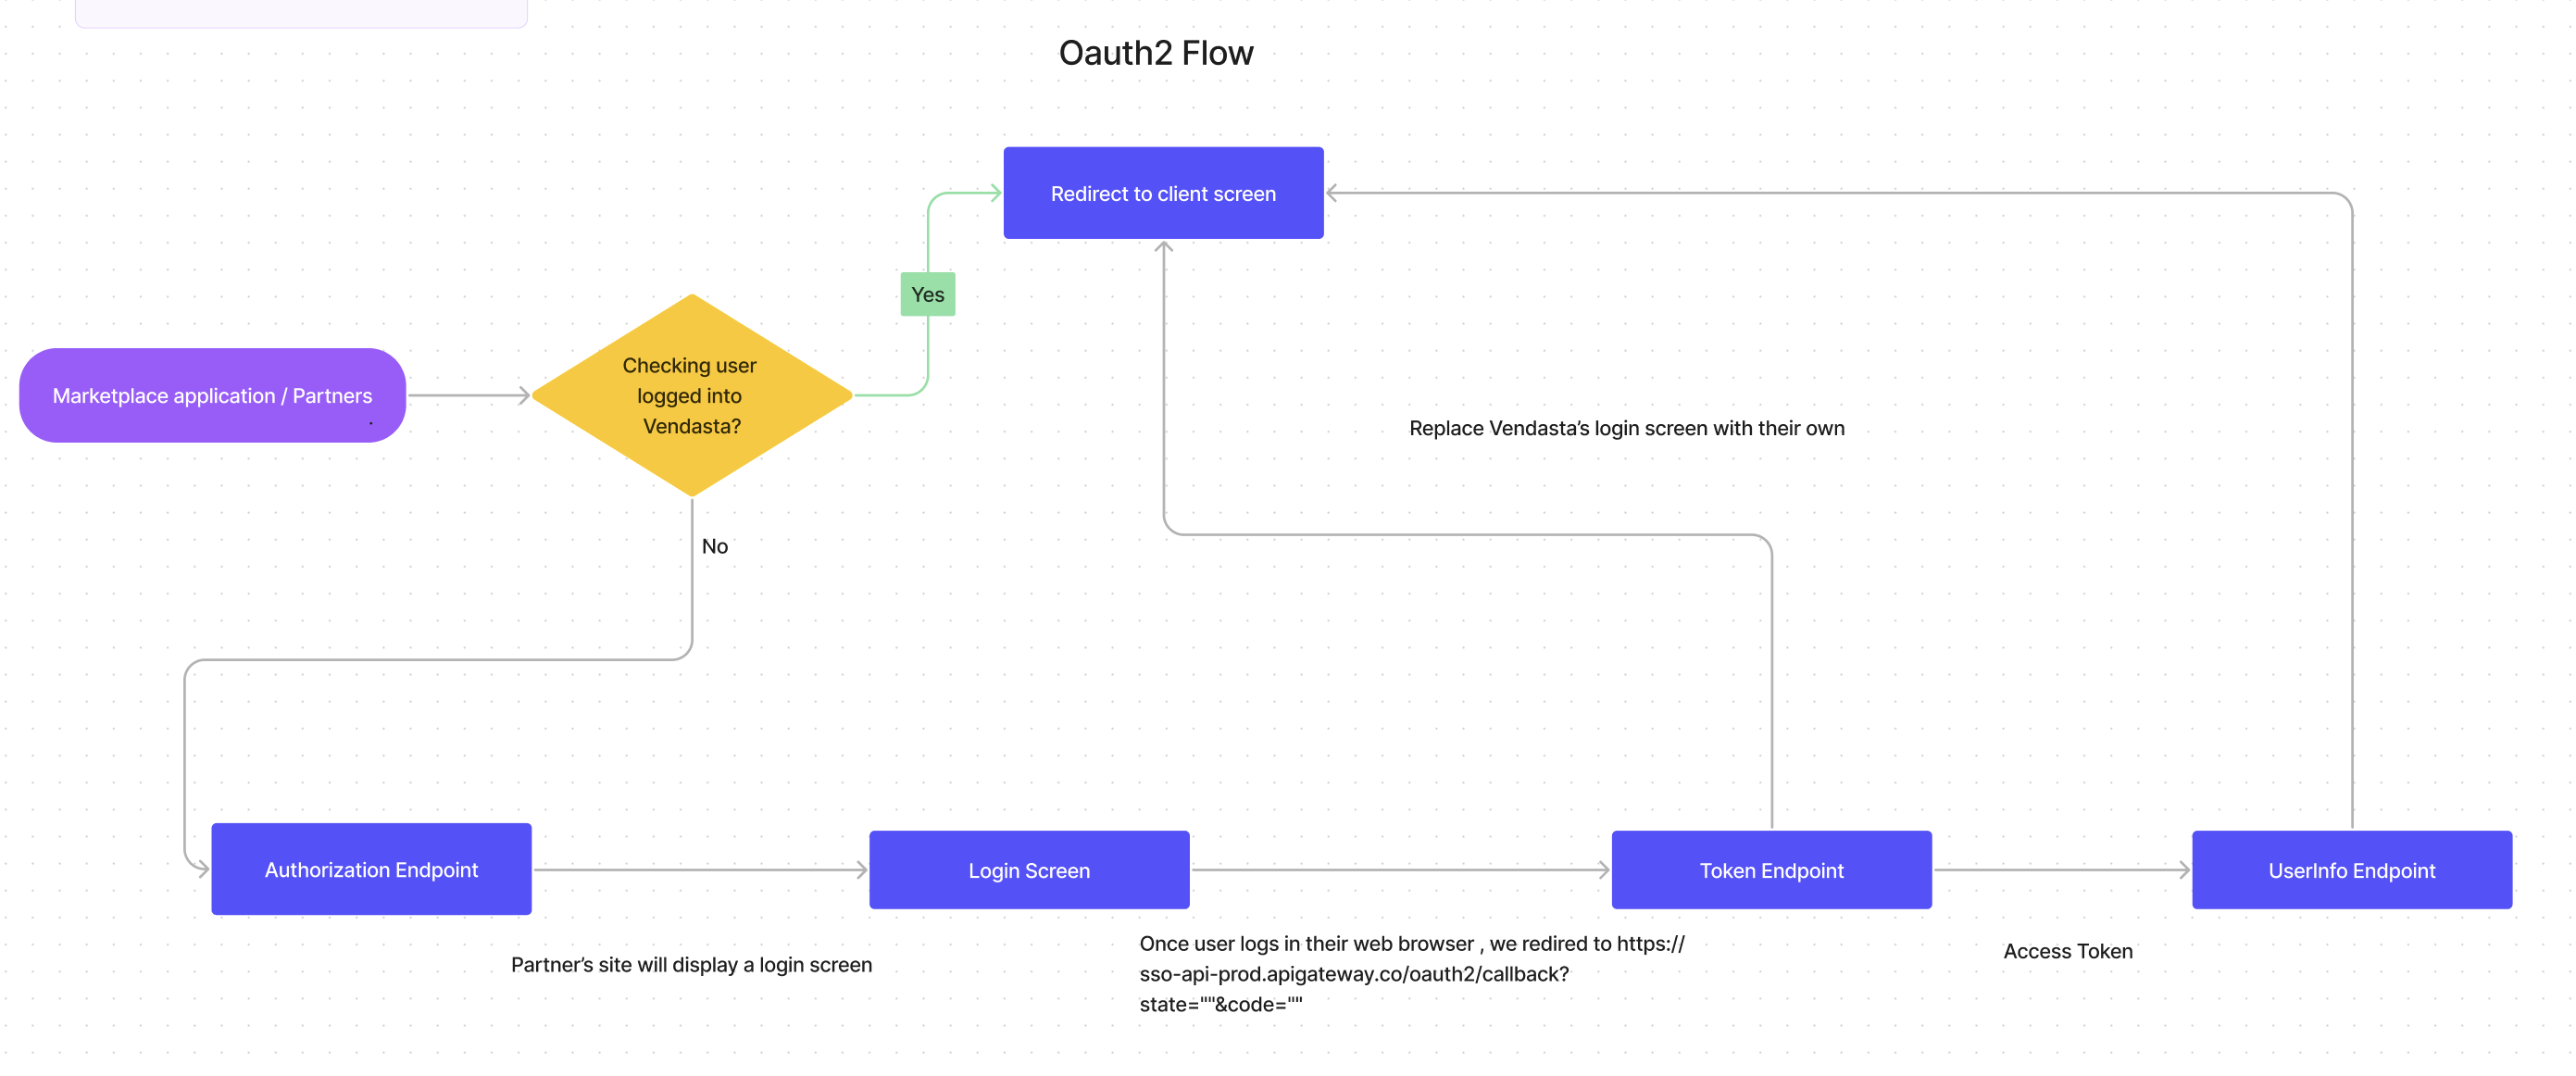 Oauth2 Flow
Redirect to client screen
Yes
Checking user
logged into
Vendasta?
Marketplace application / Partners
.
Replace Vendasta’s login screen with their own
No
Authorization Endpoint
Login Screen
Token Endpoint
UserInfo Endpoint
Partner’s site will display a login screen
Once user logs in their web browser , we redired to https://
sso-api-prod.apigateway.co/oauth2/callback?
state=""&code=""
Access Token